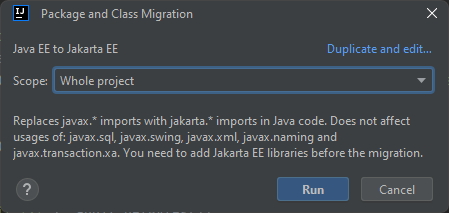 IJ
Package and Class Migration
Java EE to Jakarta EE
Duplicate and edit...
Scope: Whole project
Replaces javax.* imports with jakarta.* imports in Java code. Does not affect
usages of: javax.sql, javax.swing, javax.xml, javax.naming and
javax.transaction.xa. You need to add Jakarta EE libraries before the migration.
?
Run
Cancel